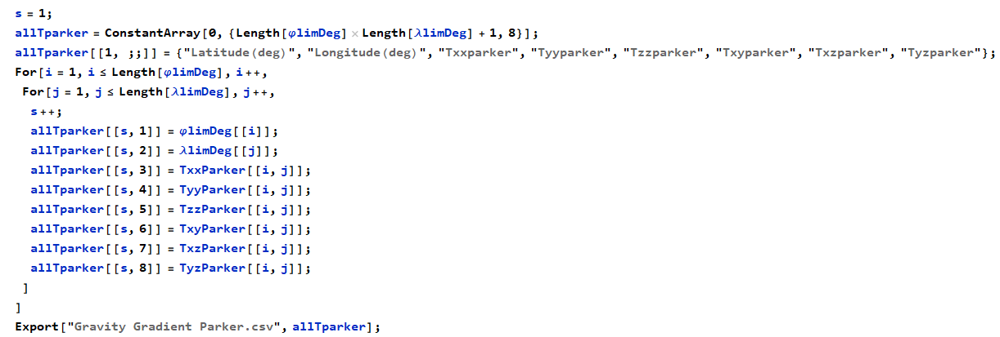 s = 1;
allTparker = ConstantArray[0, {Length[φlimDeg] × Length[λlimDeg] + 1, 8}];
allTparker[[1, ;;]] = {"Latitude(deg)", "Longitude(deg)", "Txxparker", "Tyyparker", "Tzzparker", "Txyparker", "Txzparker", "Tyzparker"};
For[i = 1, i ≤ Length[φlimDeg], i++,
For[j = 1, j ≤ Length[λlimDeg], j++,
s++;
allTparker[[s, 1]] = φlimDeg[[i]];
allTparker[[s, 2]] = λlimDeg[[j]];
allTparker[[s, 3]] = TxxParker[[i, j]];
allTparker[[s, 4]] = TyyParker[[i, j]];
allTparker[[s, 5]] = TzzParker[[i, j]];
allTparker[[s, 6]] = TxyParker[[i, j]];
allTparker[[s, 7]] = TxzParker[[i, j]];
allTparker[[s, 8]] = TyzParker[[i, j]];
]
]
Export["Gravity Gradient Parker.csv", allTparker];